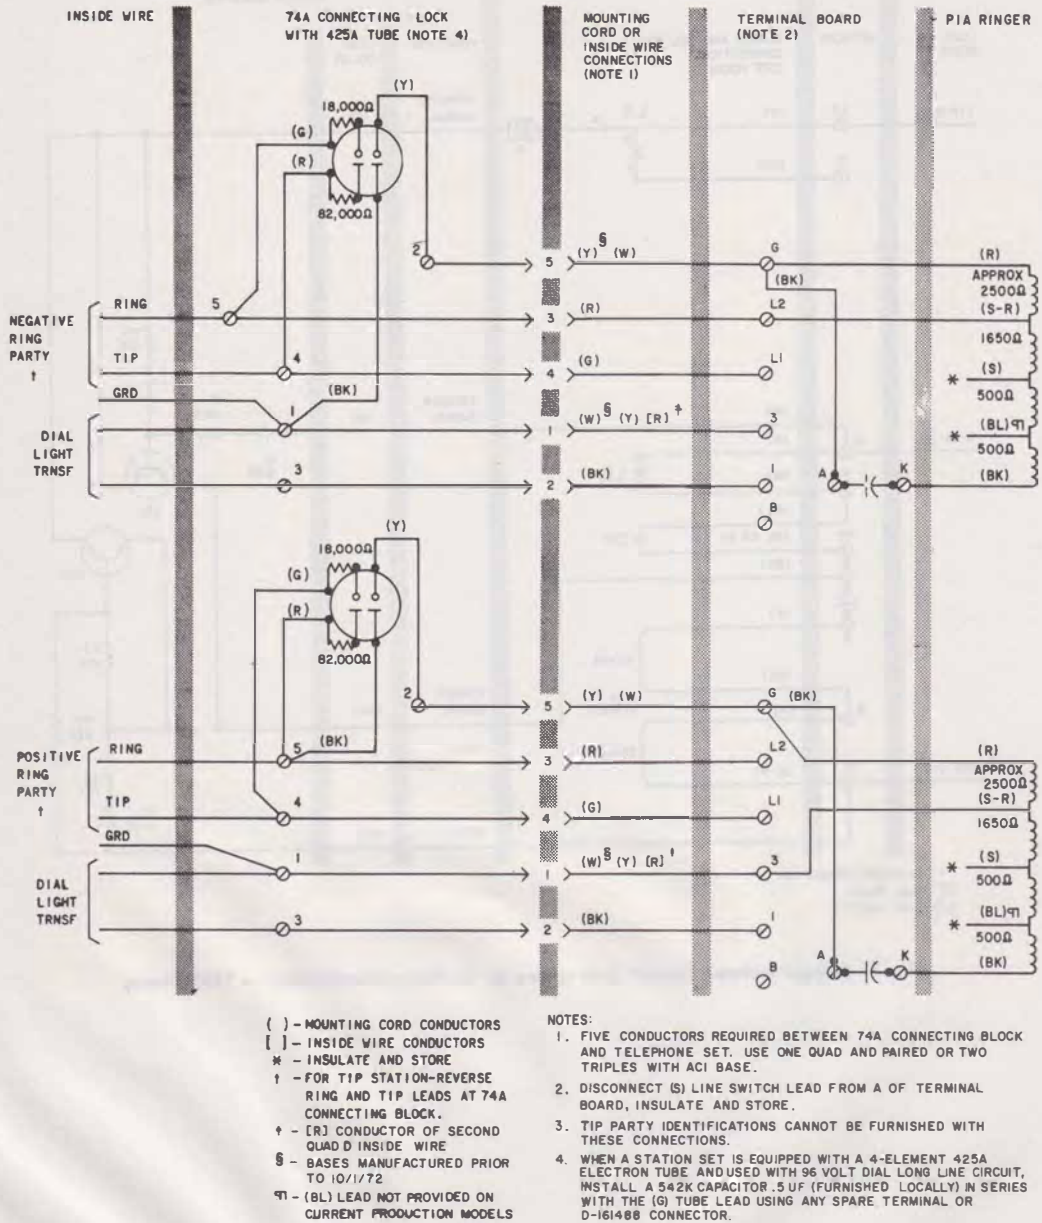 INSIDE WIRE
74A CONNECTING LOCK
WITH 425A TUBE (NOTE 4)
MOUNTING
CORD OR
INSIDE WIRE
CONNECTIONS
(NOTE 1)
TERMINAL BOARD
(NOTE 2)
PIA RINGER
(Y)
18,000Ω
(G)
(R)
82,000Ω
2
5
(Y) § (W)
G
(R)
(BK)
APPROX
2500Ω
NEGATIVE
RING
PARTY
†
RING
5
3
(R)
L2
(S-R)
1650Ω
TIP
4
4
(G)
L1
* (S)
500Ω
GRD
(BK)
DIAL
LIGHT
TRNSF
1
1
(W) § (Y) [R] ‡
3
* (BL)¶
500Ω
3
2
(BK)
1
A
K
(BK)
B
(Y)
18,000Ω
(G)
(R)
82,000Ω
2
5
(Y) (W)
G
(BK)
POSITIVE
RING
PARTY
†
RING
5
(BK)
3
(R)
L2
(R)
APPROX
2500Ω
(S-R)
TIP
4
4
(G)
L1
1650Ω
GRD
DIAL
LIGHT
TRNSF
1
1
(W) § (Y) [R] †
3
* (S)
500Ω
3
2
(BK)
1
* (BL)¶
500Ω
A
K
(BK)
B
( ) - MOUNTING CORD CONDUCTORS
[ ] - INSIDE WIRE CONDUCTORS
* - INSULATE AND STORE
† - FOR TIP STATION-REVERSE
RING AND TIP LEADS AT 74A
CONNECTING BLOCK.
† - [R] CONDUCTOR OF SECOND
QUAD D INSIDE WIRE
§ - BASES MANUFACTURED PRIOR
TO 10/1/72
¶ - (BL) LEAD NOT PROVIDED ON
CURRENT PRODUCTION MODELS
NOTES:
1. FIVE CONDUCTORS REQUIRED BETWEEN 74A CONNECTING BLOCK
AND TELEPHONE SET. USE ONE QUAD AND PAIRED OR TWO
TRIPLES WITH AC1 BASE.
2. DISCONNECT (S) LINE SWITCH LEAD FROM A OF TERMINAL
BOARD, INSULATE AND STORE.
3. TIP PARTY IDENTIFICATIONS CANNOT BE FURNISHED WITH
THESE CONNECTIONS.
4. WHEN A STATION SET IS EQUIPPED WITH A 4-ELEMENT 425A
ELECTRON TUBE AND USED WITH 96 VOLT DIAL LONG LINE CIRCUIT,
INSTALL A 542K CAPACITOR .5 UF (FURNISHED LOCALLY) IN SERIES
WITH THE (G) TUBE LEAD USING ANY SPARE TERMINAL OR
D-161488 CONNECTOR.